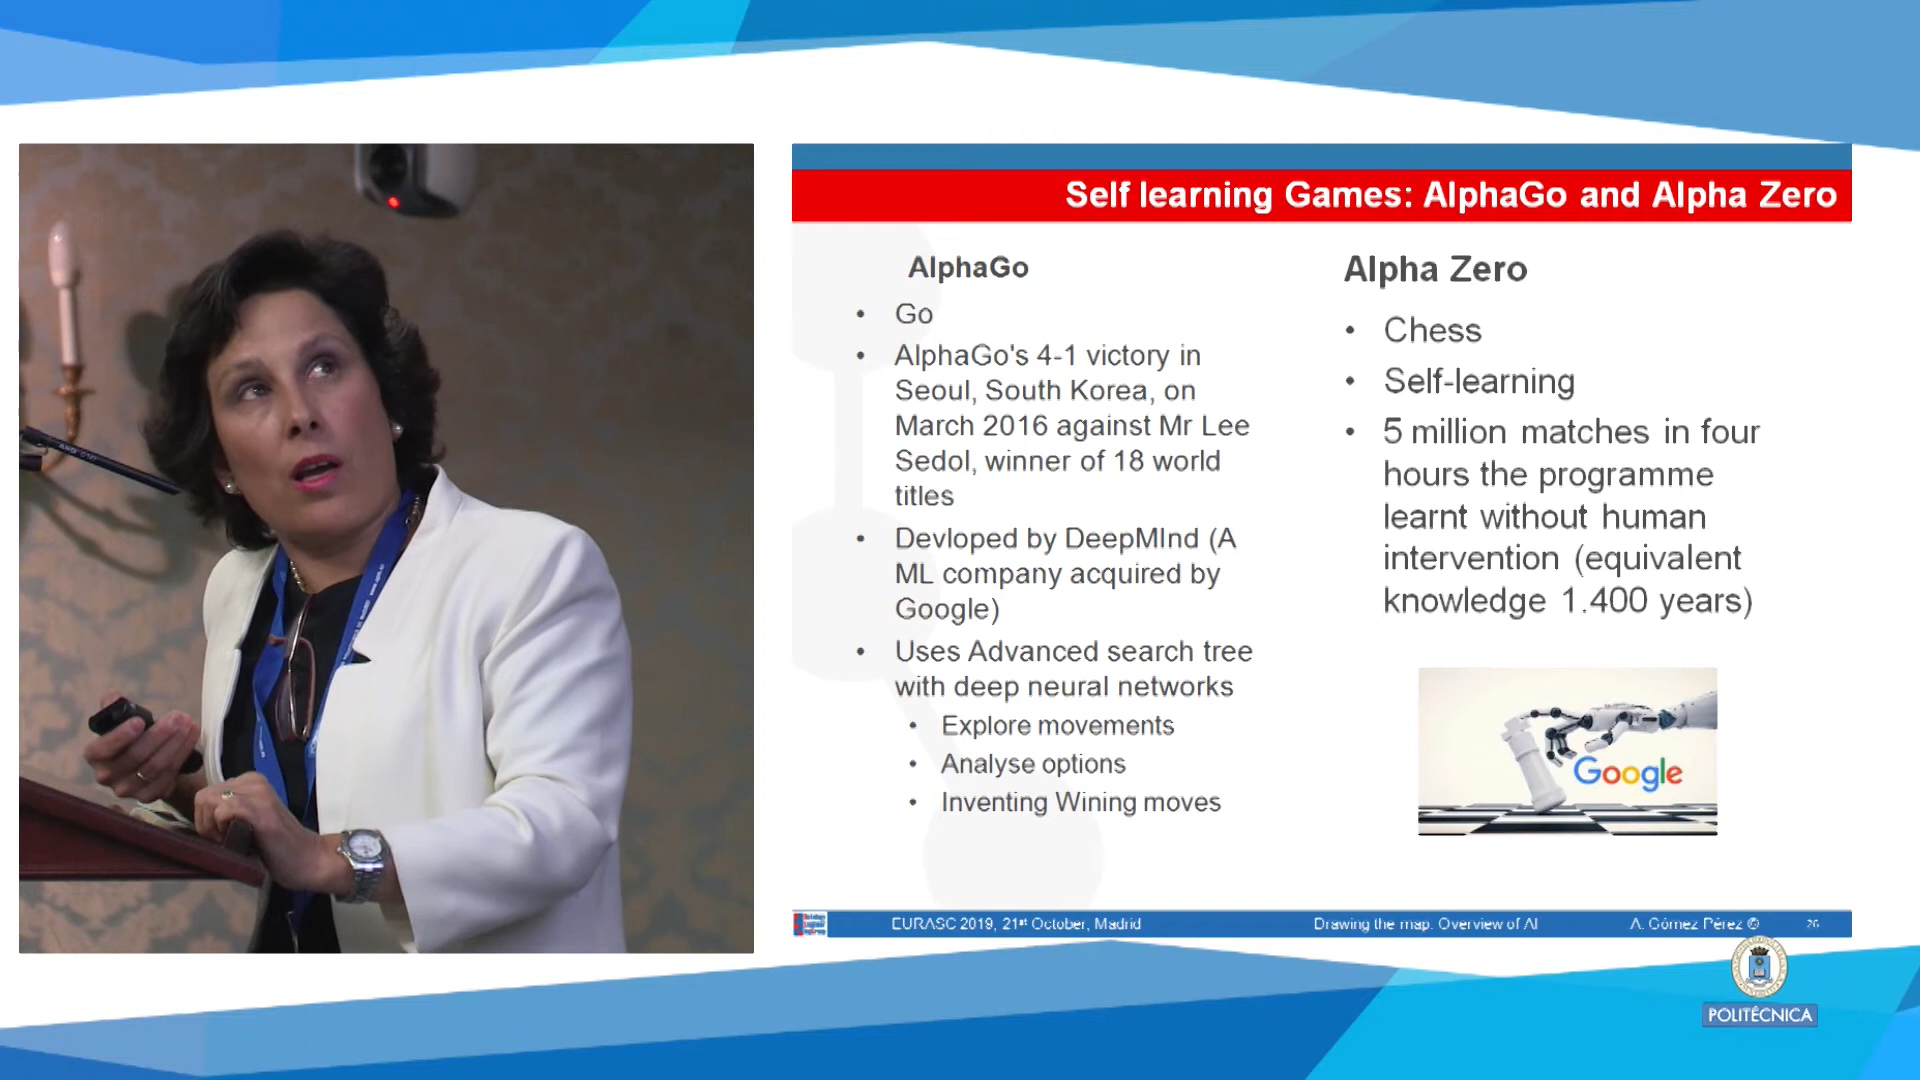 Self learning Games: AlphaGo and Alpha Zero
AlphaGo
• Go
• AlphaGo's 4-1 victory in
Seoul, South Korea, on
March 2016 against Mr Lee
Sedol, winner of 18 world
titles
• Devloped by DeepMInd (A
ML company acquired by
Google)
• Uses Advanced search tree
with deep neural networks
• Explore movements
• Analyse options
• Inventing Wining moves
Alpha Zero
• Chess
• Self-learning
• 5 million matches in four
hours the programme
learnt without human
intervention (equivalent
knowledge 1.400 years)
Google
EURASC 2019, 21st October, Madrid
Drawing the map. Overview of AI
A. Gómez Pérez ©
26
POLITÉCNICA